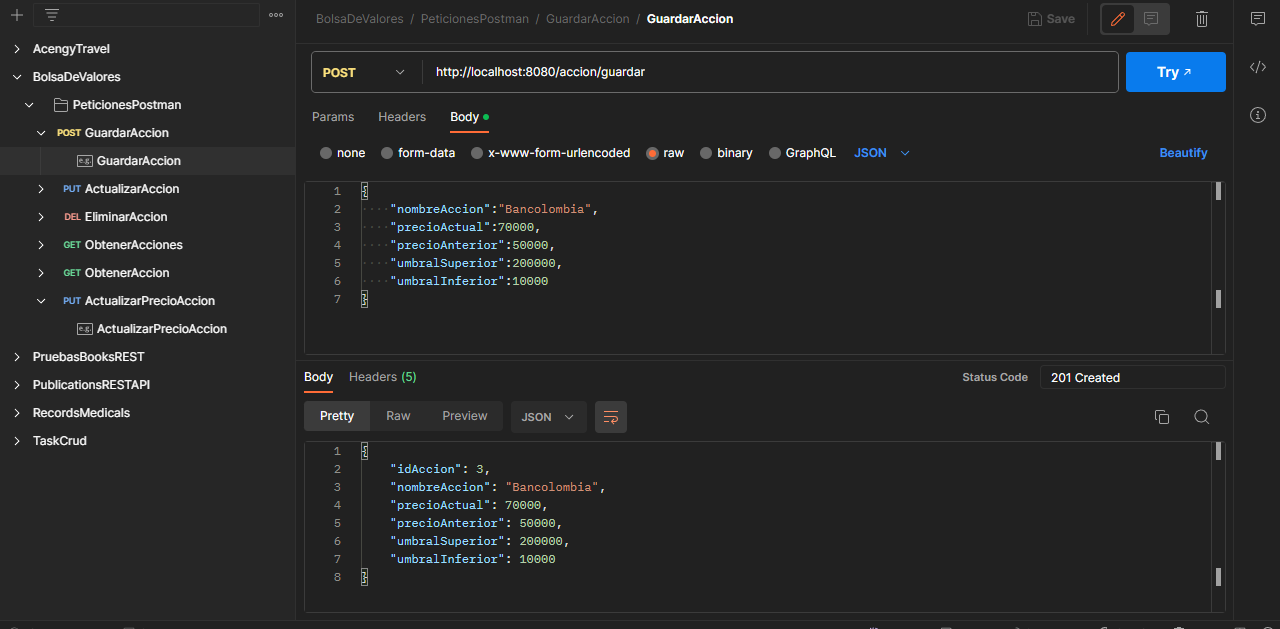 BolsaDeValores / PeticionesPostman / GuardarAccion / GuardarAccion
Save
AcengyTravel
BolsaDeValores
PeticionesPostman
POST GuardarAccion
e.g. GuardarAccion
PUT ActualizarAccion
DEL EliminarAccion
GET ObtenerAcciones
GET ObtenerAccion
PUT ActualizarPrecioAccion
e.g. ActualizarPrecioAccion
PruebasBooksREST
PublicationsRESTAPI
RecordsMedicals
TaskCrud
POST http://localhost:8080/accion/guardar
Try
Params Headers Body
none form-data x-www-form-urlencoded raw binary GraphQL JSON Beautify
1 {
2 "nombreAccion":"Bancolombia",
3 "precioActual":70000,
4 "precioAnterior":50000,
5 "umbralSuperior":200000,
6 "umbralInferior":10000
7 }
Body Headers (5) Status Code 201 Created
Pretty Raw Preview JSON
1 {
2 "idAccion": 3,
3 "nombreAccion": "Bancolombia",
4 "precioActual": 70000,
5 "precioAnterior": 50000,
6 "umbralSuperior": 200000,
7 "umbralInferior": 10000
8 }